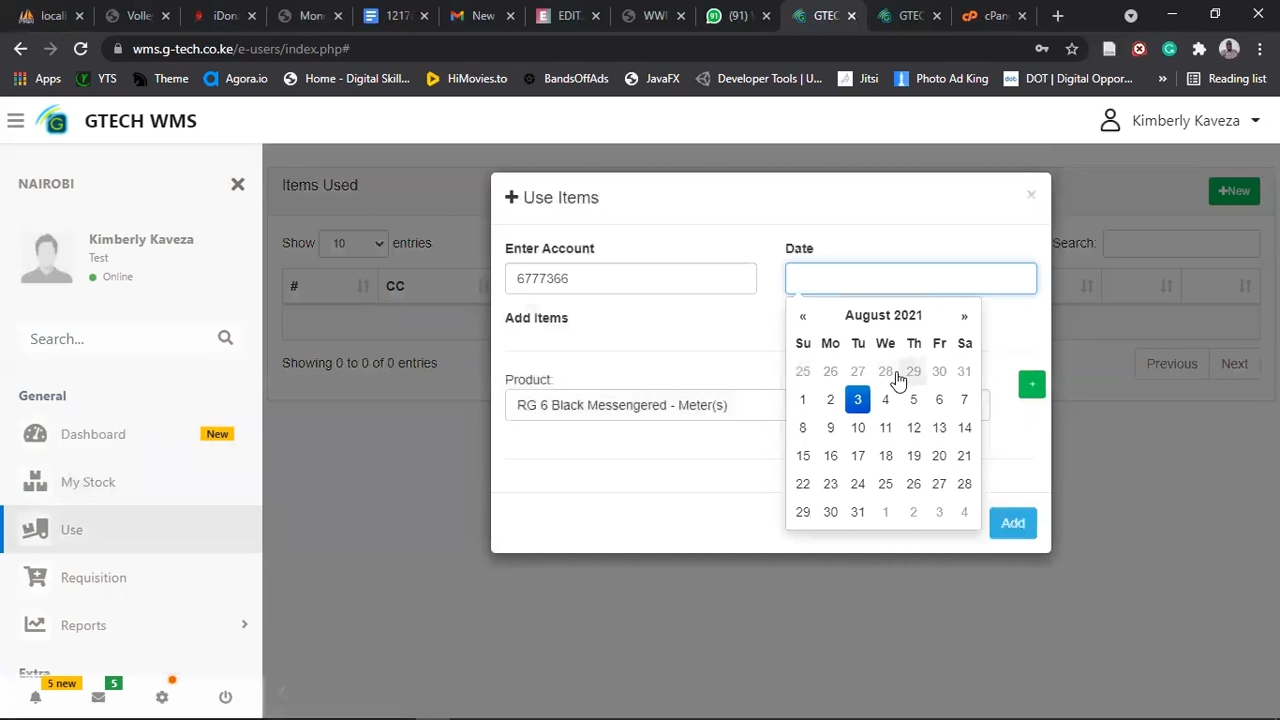 locali
Volle
iDona
Mong
1217
New
EDIT
WWI
(91) Y
GTEC
GTEC
cPane
wms.g-tech.co.ke/e-users/index.php#
Apps
YTS
Theme
Agora.io
Home - Digital Skill...
HiMovies.to
BandsOffAds
JavaFX
Developer Tools | U...
Jitsi
Photo Ad King
DOT | Digital Oppor...
»
Reading list
GTECH WMS
Kimberly Kaveza
NAIROBI
Kimberly Kaveza
Test
Online
Search...
General
Dashboard
New
My Stock
Use
Requisition
Reports
Extra
5 new
5
Items Used
+New
Show 10 entries
Search:
#
CC
Showing 0 to 0 of 0 entries
Previous
Next
Use Items
×
Enter Account
Date
6777366
Add Items
Product:
RG 6 Black Messengered - Meter(s)
+
Add
« August 2021 »
Su Mo Tu We Th Fr Sa
25 26 27 28 29 30 31
1 2 3 4 5 6 7
8 9 10 11 12 13 14
15 16 17 18 19 20 21
22 23 24 25 26 27 28
29 30 31 1 2 3 4